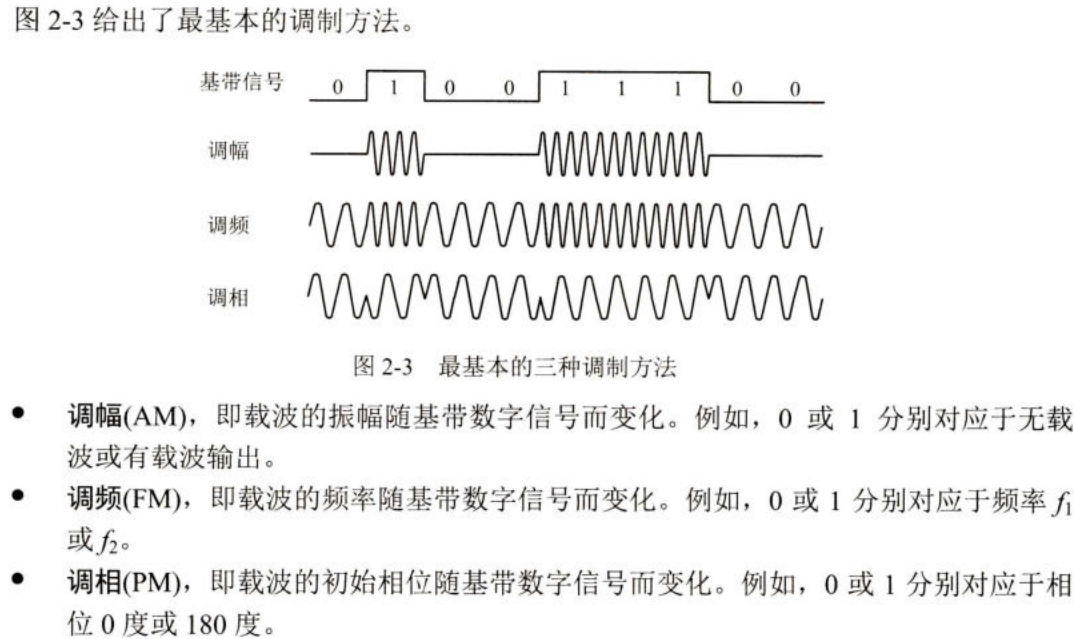 图 2-3 给出了最基本的调制方法。
基带信号 0 1 0 0 1 1 1 0 0
调幅
调频
调相
图 2-3 最基本的三种调制方法
● 调幅(AM)，即载波的振幅随基带数字信号而变化。例如，0 或 1 分别对应于无载
波或有载波输出。
● 调频(FM)，即载波的频率随基带数字信号而变化。例如，0 或 1 分别对应于频率 f1
或 f2。
● 调相(PM)，即载波的初始相位随基带数字信号而变化。例如，0 或 1 分别对应于相
位 0 度或 180 度。